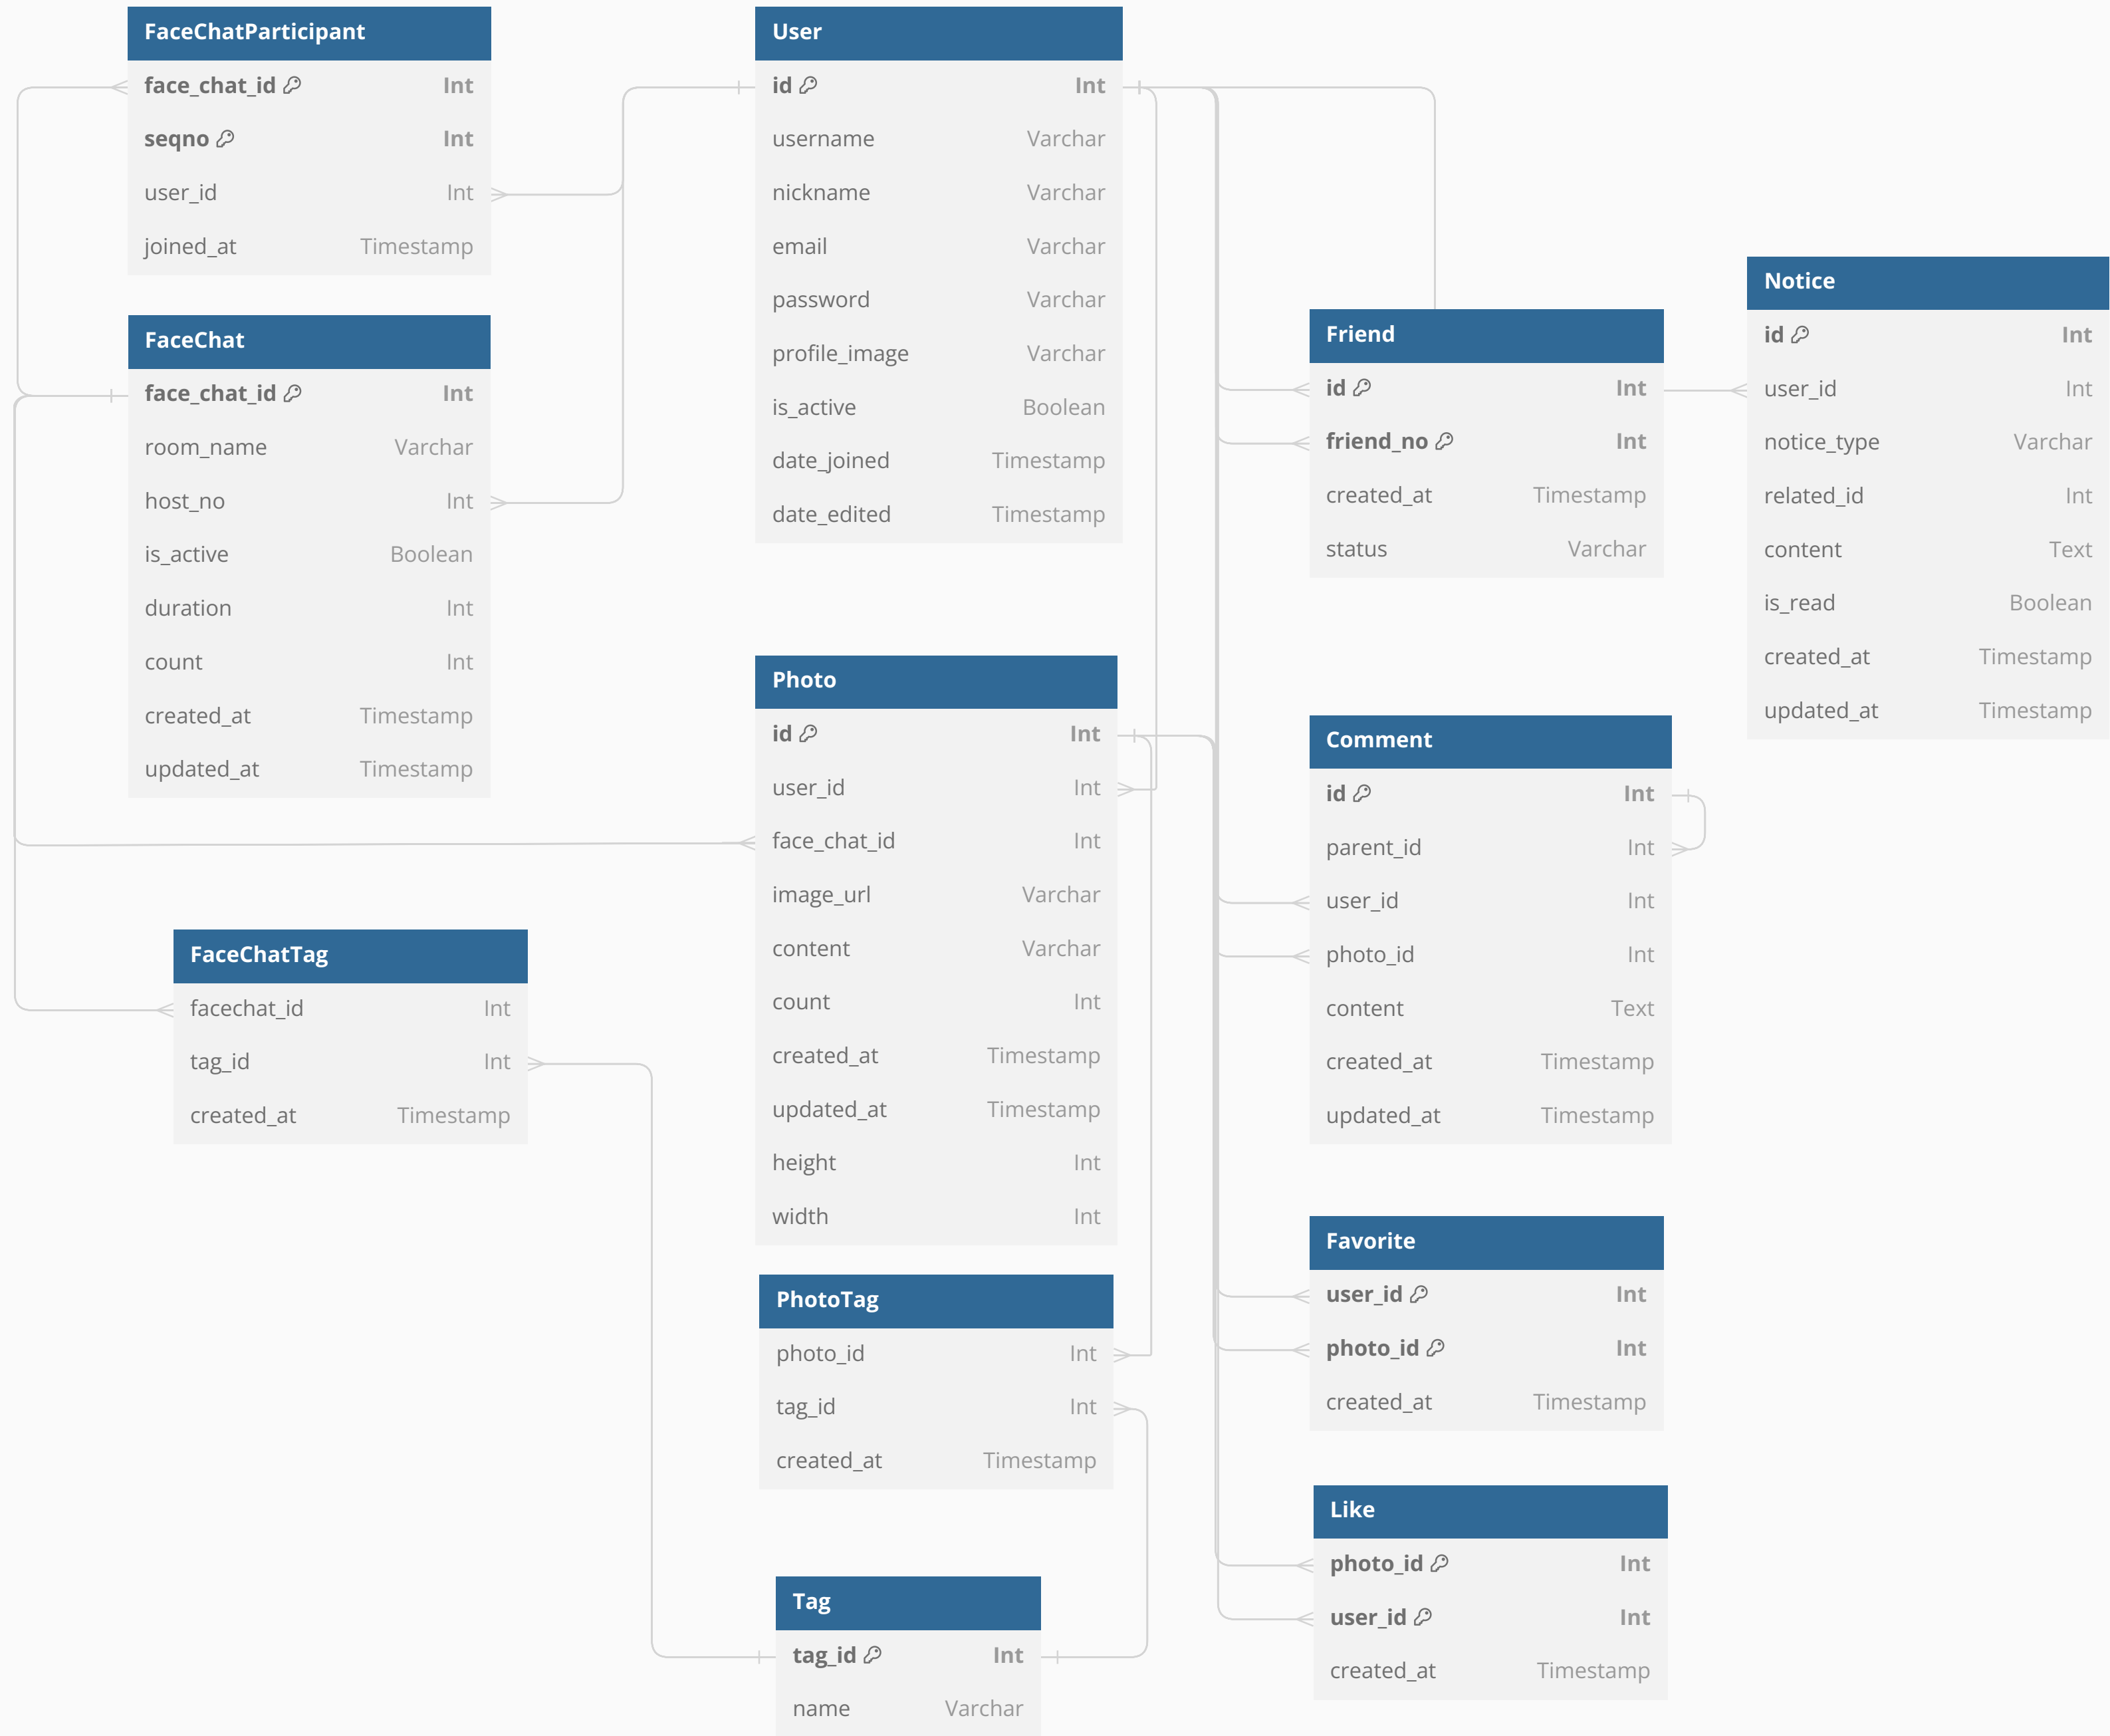 FaceChatParticipant
face_chat_id Int
seqno Int
user_id Int
joined_at Timestamp
FaceChat
face_chat_id Int
room_name Varchar
host_no Int
is_active Boolean
duration Int
count Int
created_at Timestamp
updated_at Timestamp
FaceChatTag
facechat_id Int
tag_id Int
created_at Timestamp
User
id Int
username Varchar
nickname Varchar
email Varchar
password Varchar
profile_image Varchar
is_active Boolean
date_joined Timestamp
date_edited Timestamp
Photo
id Int
user_id Int
face_chat_id Int
image_url Varchar
content Varchar
count Int
created_at Timestamp
updated_at Timestamp
height Int
width Int
PhotoTag
photo_id Int
tag_id Int
created_at Timestamp
Tag
tag_id Int
name Varchar
Friend
id Int
friend_no Int
created_at Timestamp
status Varchar
Comment
id Int
parent_id Int
user_id Int
photo_id Int
content Text
created_at Timestamp
updated_at Timestamp
Favorite
user_id Int
photo_id Int
created_at Timestamp
Like
photo_id Int
user_id Int
created_at Timestamp
Notice
id Int
user_id Int
notice_type Varchar
related_id Int
content Text
is_read Boolean
created_at Timestamp
updated_at Timestamp